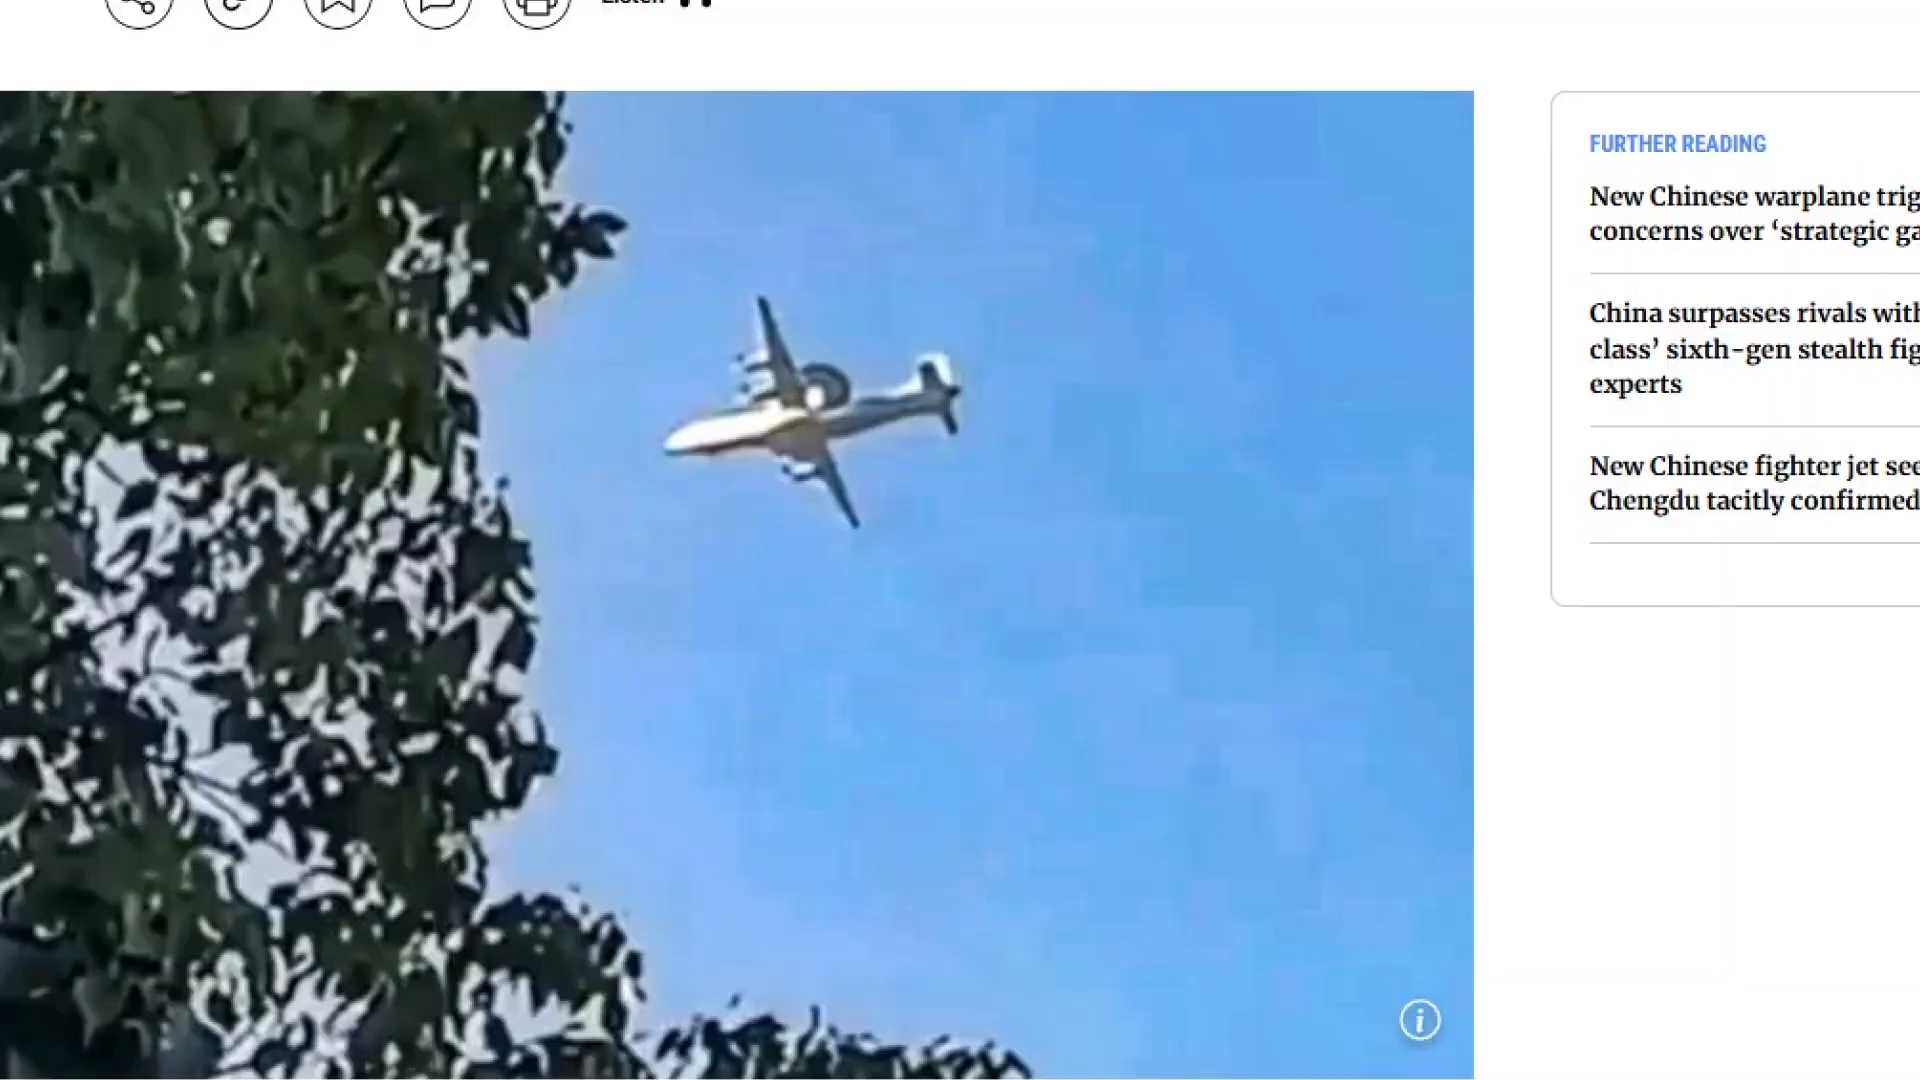 Listen
FURTHER READING
New Chinese warplane trig
concerns over ‘strategic ga
China surpasses rivals with
class’ sixth-gen stealth fig
experts
New Chinese fighter jet see
Chengdu tacitly confirmed
i